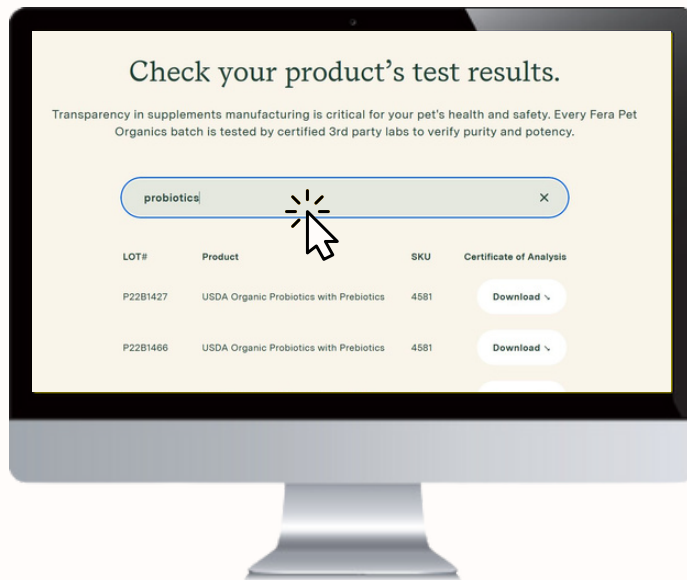 Check your product’s test results.
Transparency in supplements manufacturing is critical for your pet's health and safety. Every Fera Pet
Organics batch is tested by certified 3rd party labs to verify purity and potency.
probiotics ✕
LOT# Product SKU Certificate of Analysis
P22B1427 USDA Organic Probiotics with Prebiotics 4581 Download ↘
P22B1466 USDA Organic Probiotics with Prebiotics 4581 Download ↘